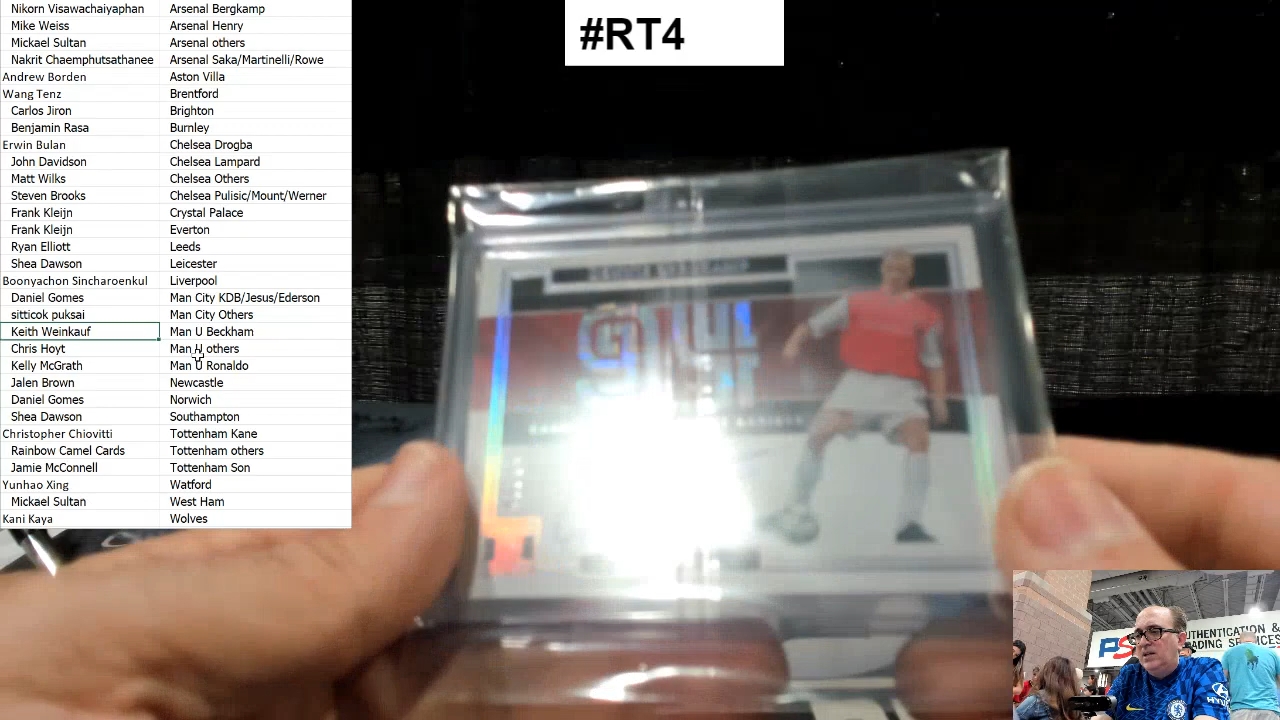 #RT4
Nikorn Visawachaiyaphan Arsenal Bergkamp
Mike Weiss Arsenal Henry
Mickael Sultan Arsenal others
Nakrit Chaemphutsathanee Arsenal Saka/Martinelli/Rowe
Andrew Borden Aston Villa
Wang Tenz Brentford
Carlos Jiron Brighton
Benjamin Rasa Burnley
Erwin Bulan Chelsea Drogba
John Davidson Chelsea Lampard
Matt Wilks Chelsea Others
Steven Brooks Chelsea Pulisic/Mount/Werner
Frank Kleijn Crystal Palace
Frank Kleijn Everton
Ryan Elliott Leeds
Shea Dawson Leicester
Boonyachon Sincharoenkul Liverpool
Daniel Gomes Man City KDB/Jesus/Ederson
sitticok puksai Man City Others
Keith Weinkauf Man U Beckham
Chris Hoyt Man U others
Kelly McGrath Man U Ronaldo
Jalen Brown Newcastle
Daniel Gomes Norwich
Shea Dawson Southampton
Christopher Chiovitti Tottenham Kane
Rainbow Camel Cards Tottenham others
Jamie McConnell Tottenham Son
Yunhao Xing Watford
Mickael Sultan West Ham
Kani Kaya Wolves